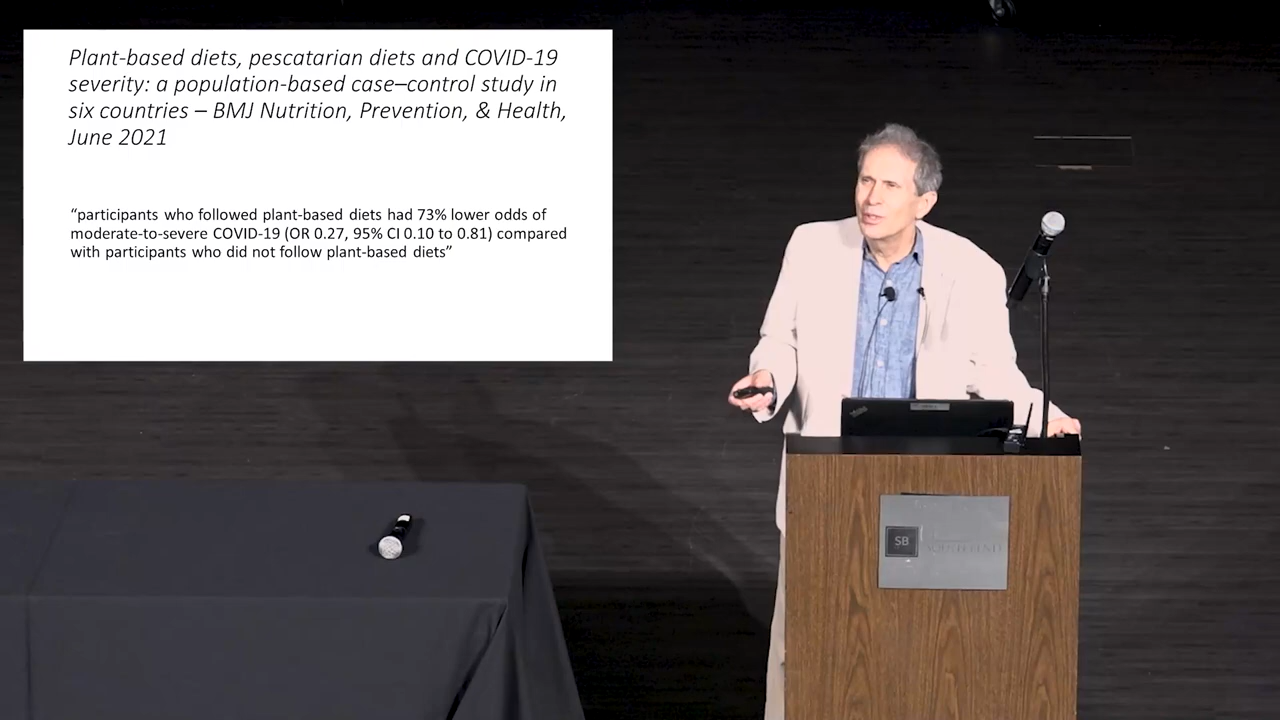 Plant-based diets, pescatarian diets and COVID-19
severity: a population-based case–control study in
six countries – BMJ Nutrition, Prevention, & Health,
June 2021
“participants who followed plant-based diets had 73% lower odds of
moderate-to-severe COVID-19 (OR 0.27, 95% CI 0.10 to 0.81) compared
with participants who did not follow plant-based diets”
SB
SOUTH BEND